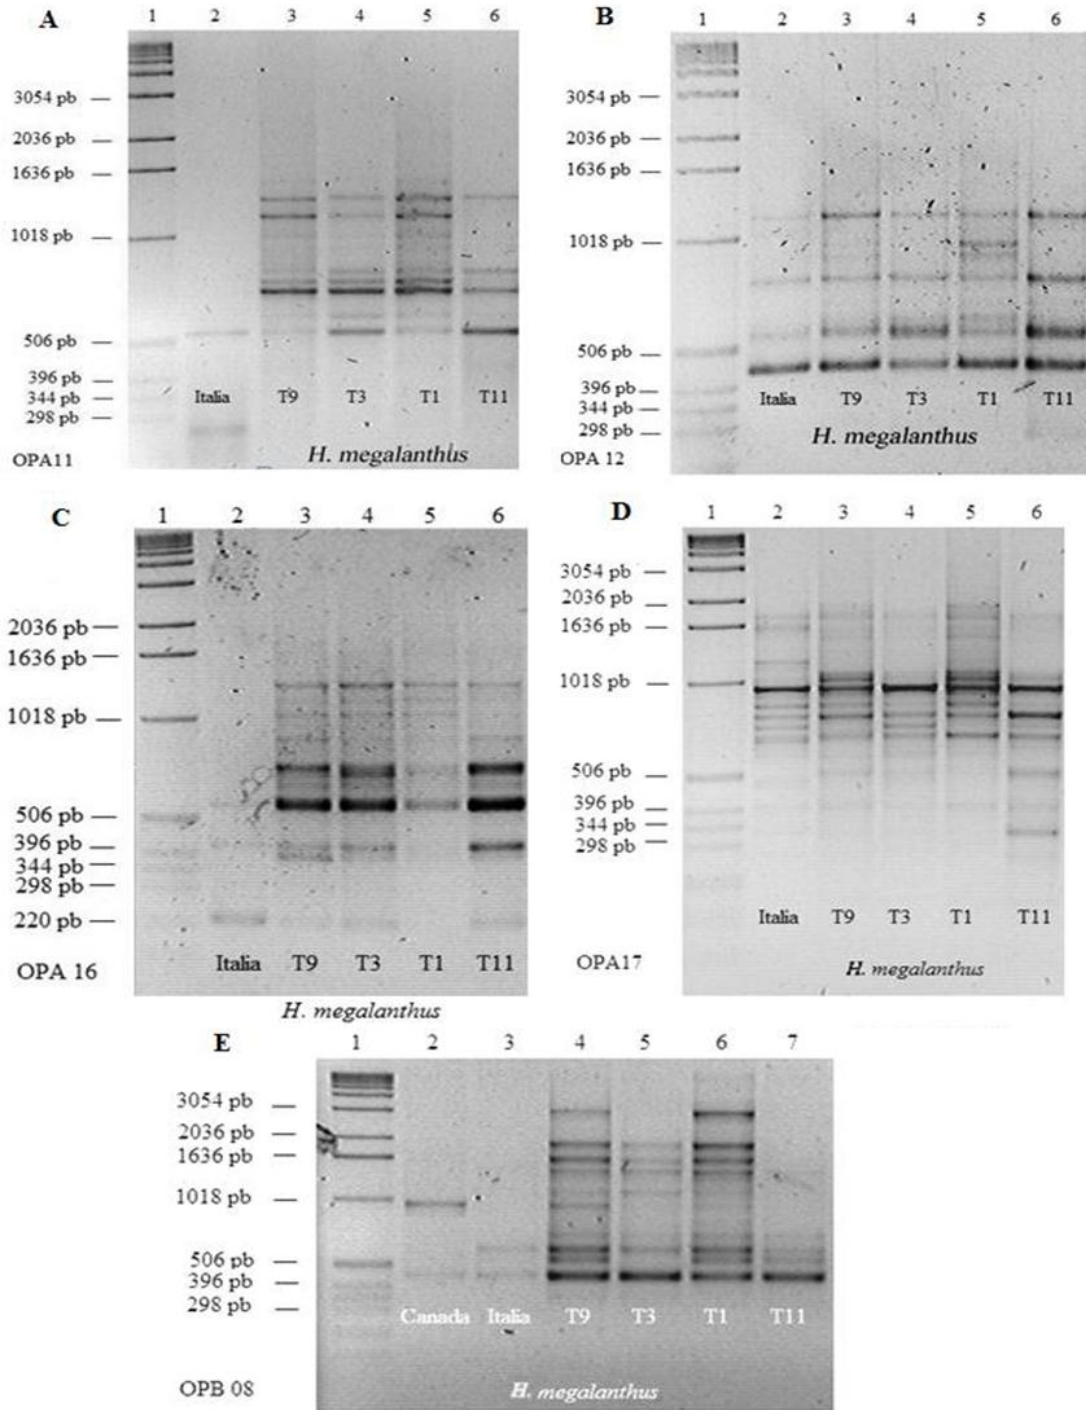 A
1 2 3 4 5 6
3054 pb
2036 pb
1636 pb
1018 pb
506 pb
396 pb
344 pb
298 pb
Italia T9 T3 T1 T11
OPA11
H. megalanthus
B
1 2 3 4 5 6
3054 pb
2036 pb
1636 pb
1018 pb
506 pb
396 pb
344 pb
298 pb
Italia T9 T3 T1 T11
H. megalanthus
OPA 12
C
1 2 3 4 5 6
2036 pb
1636 pb
1018 pb
506 pb
396 pb
344 pb
298 pb
220 pb
Italia T9 T3 T1 T11
OPA 16
H. megalanthus
D
1 2 3 4 5 6
3054 pb
2036 pb
1636 pb
1018 pb
506 pb
396 pb
344 pb
298 pb
Italia T9 T3 T1 T11
OPA17
H. megalanthus
E
1 2 3 4 5 6 7
3054 pb
2036 pb
1636 pb
1018 pb
506 pb
396 pb
298 pb
Canada Italia T9 T3 T1 T11
OPB 08
H. megalanthus